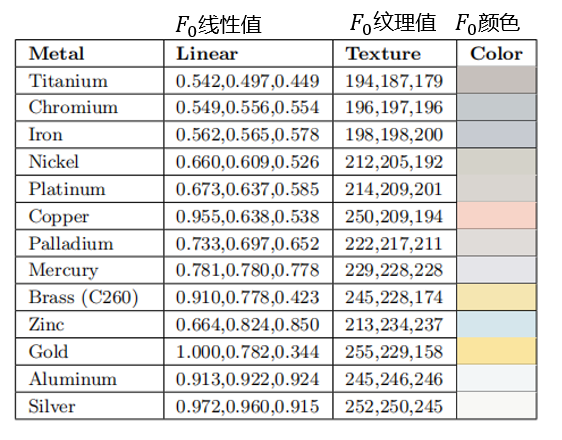 F₀线性值 F₀纹理值 F₀颜色
Metal Linear Texture Color
Titanium 0.542,0.497,0.449 194,187,179
Chromium 0.549,0.556,0.554 196,197,196
Iron 0.562,0.565,0.578 198,198,200
Nickel 0.660,0.609,0.526 212,205,192
Platinum 0.673,0.637,0.585 214,209,201
Copper 0.955,0.638,0.538 250,209,194
Palladium 0.733,0.697,0.652 222,217,211
Mercury 0.781,0.780,0.778 229,228,228
Brass (C260) 0.910,0.778,0.423 245,228,174
Zinc 0.664,0.824,0.850 213,234,237
Gold 1.000,0.782,0.344 255,229,158
Aluminum 0.913,0.922,0.924 245,246,246
Silver 0.972,0.960,0.915 252,250,245